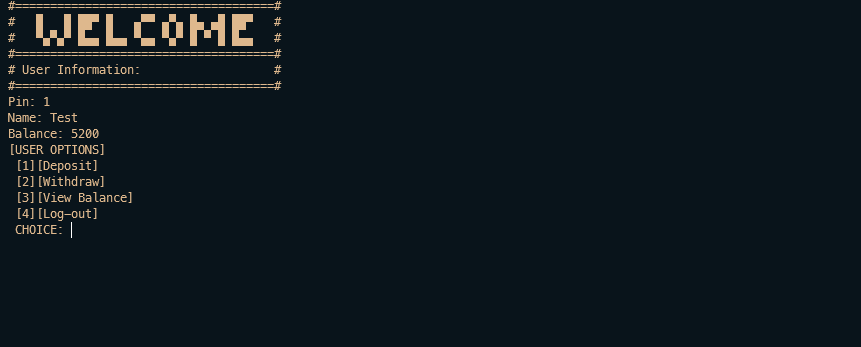 #=====================================#
# WELCOME #
#=====================================#
# User Information: #
#=====================================#
Pin: 1
Name: Test
Balance: 5200
[USER OPTIONS]
[1][Deposit]
[2][Withdraw]
[3][View Balance]
[4][Log-out]
CHOICE: